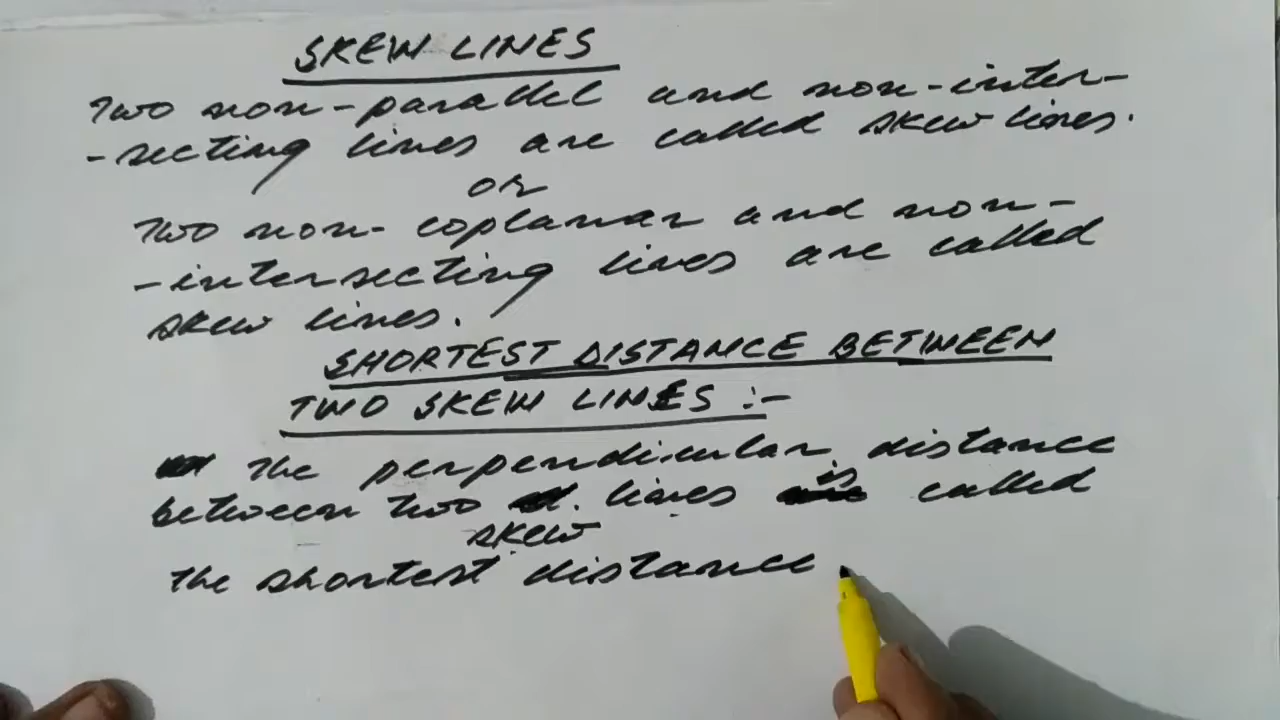 SKEW LINES
Two non-parallel and non-inter-
-secting lines are called skew lines.
or
Two non-coplanar and non-
-intersecting lines are called
skew lines.
SHORTEST DISTANCE BETWEEN
TWO SKEW LINES :-
The perpendicular distance
between two skew lines is called
the shortest distance